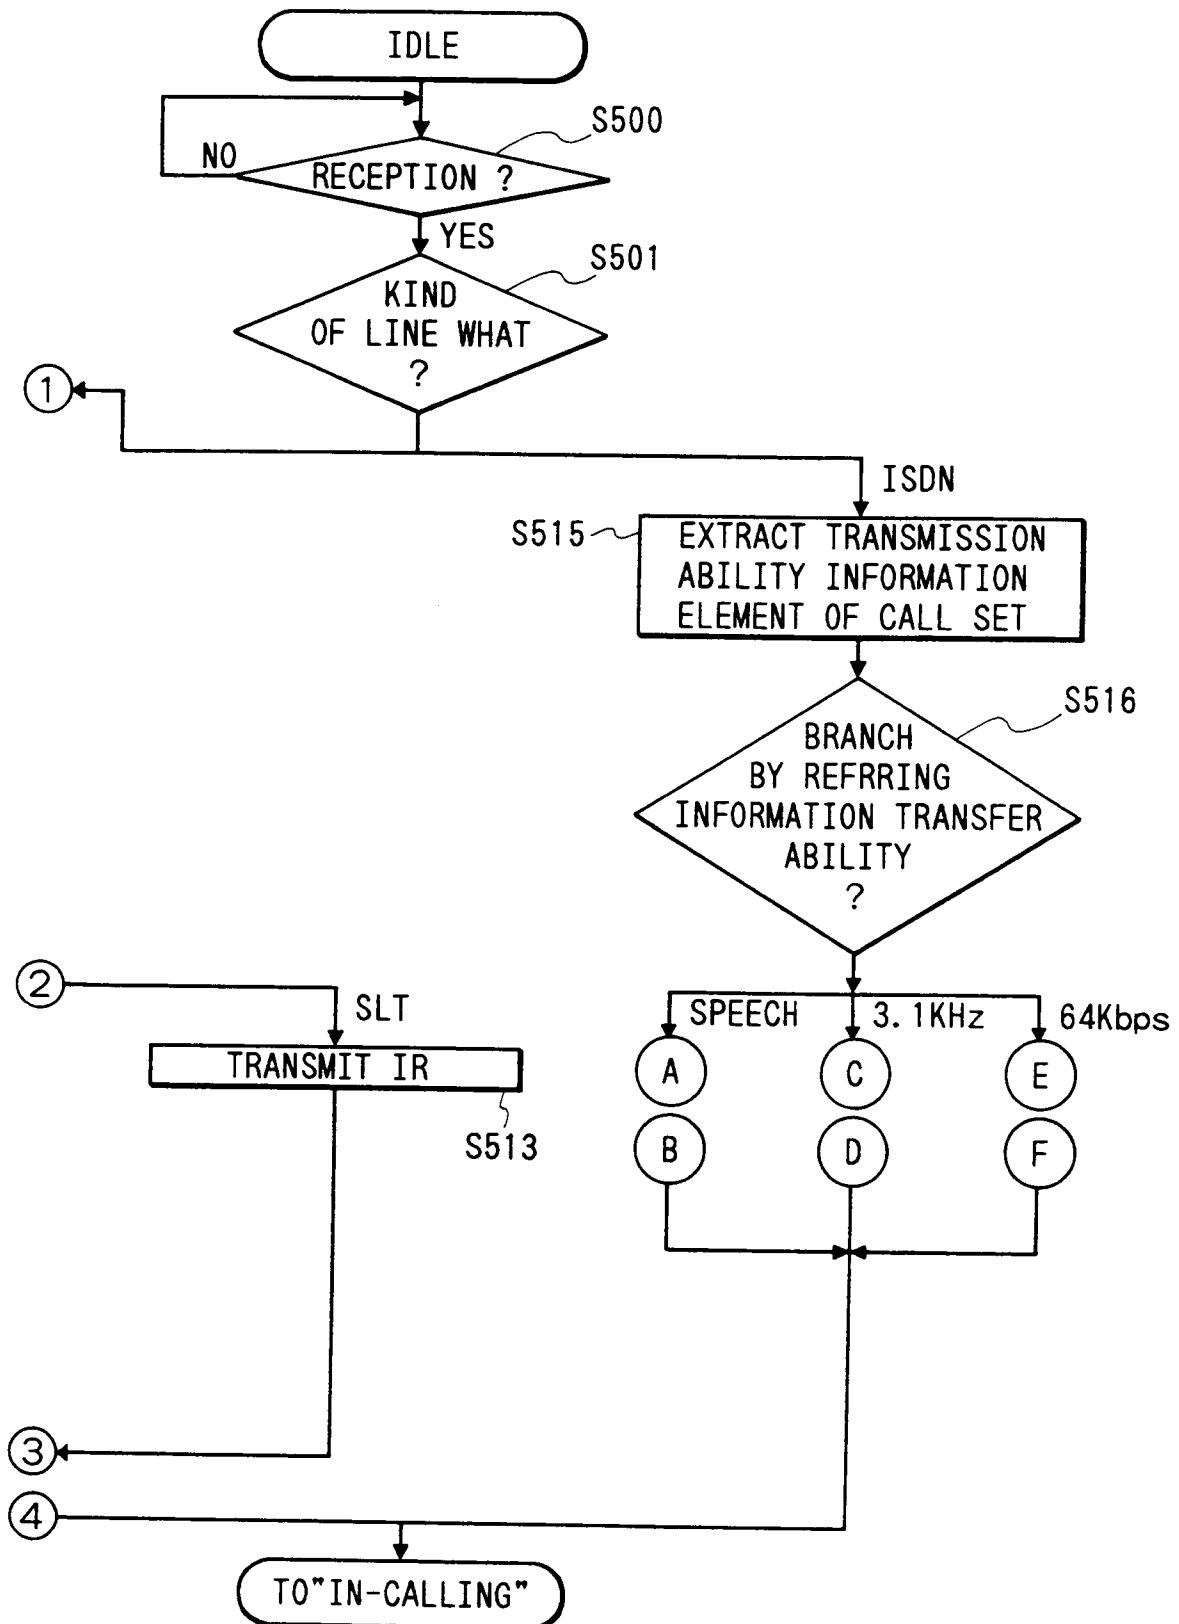 IDLE
S500
NO
RECEPTION ?
YES
S501
KIND
OF LINE WHAT
?
1
ISDN
S515
EXTRACT TRANSMISSION
ABILITY INFORMATION
ELEMENT OF CALL SET
S516
BRANCH
BY REFRRING
INFORMATION TRANSFER
ABILITY
?
2
SLT
SPEECH
3.1KHz
64Kbps
TRANSMIT IR
S513
A
C
E
B
D
F
3
4
TO"IN-CALLING"